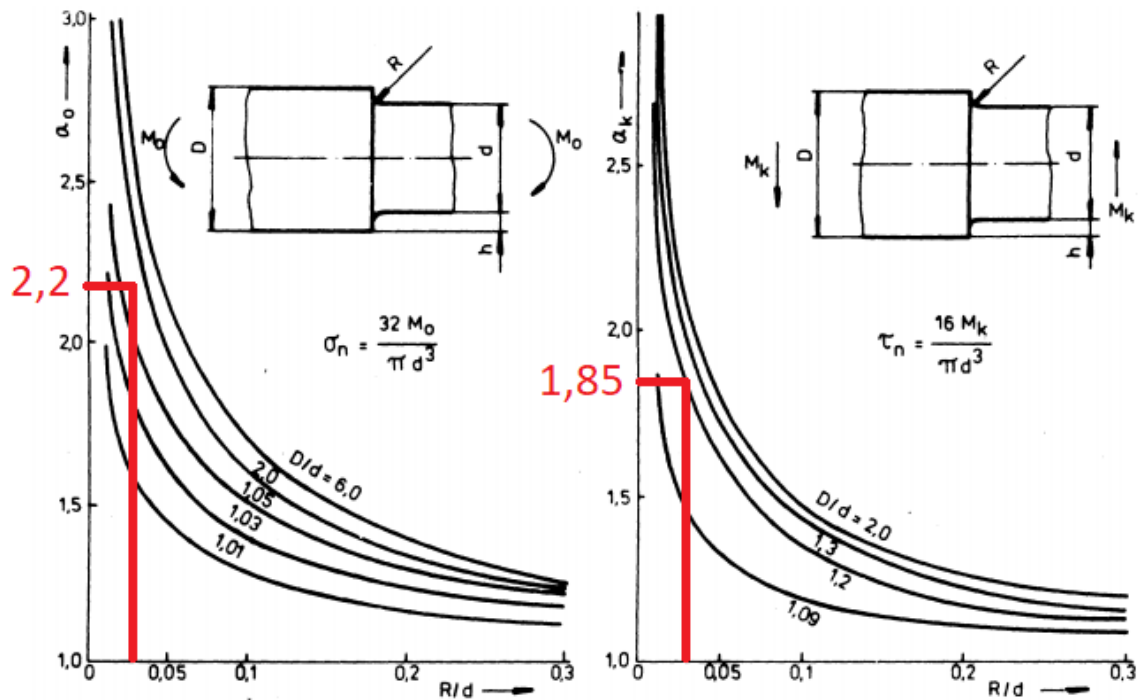 3,0
α₀
2,5
2,2
2,0
1,5
1,0
0
0,05
0,1
0,2
0,3
R/d
R
M₀
D
d
M₀
h
σₙ = 32 M₀ / π d³
D/d = 6,0
2,0
1,05
1,03
1,01
αₖ
2,5
2,0
1,85
1,5
1,0
0
0,05
0,1
0,2
0,3
R/d
R
Mₖ
D
d
Mₖ
h
τₙ = 16 Mₖ / π d³
D/d = 2,0
1,3
1,2
1,09